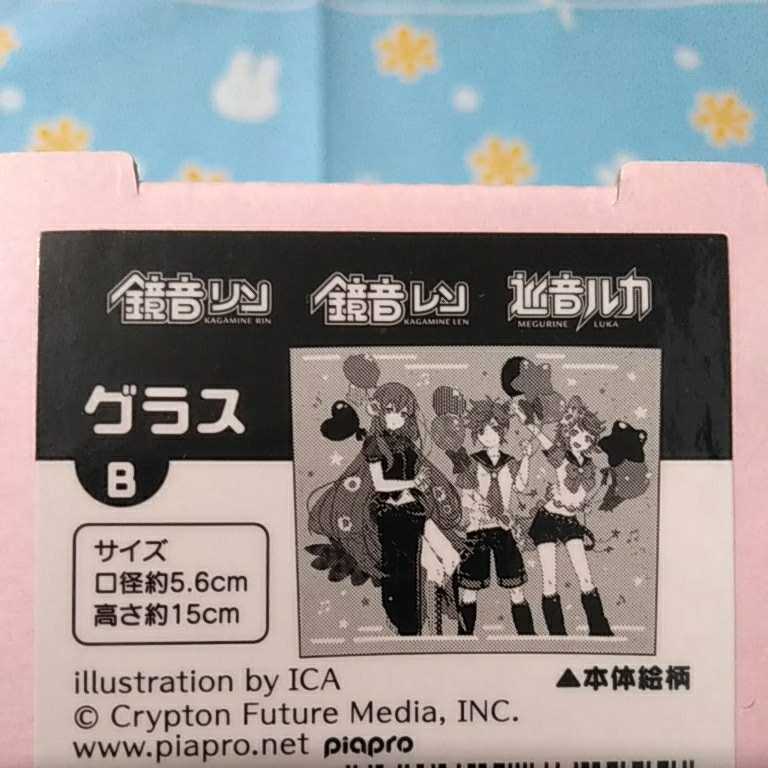 鏡音リン 鏡音レン 巡音ルカ
KAGAMINE RIN KAGAMINE LEN MEGURINE LUKA
グラス
B
サイズ
口径約5.6cm
高さ約15cm
▲本体絵柄
illustration by ICA
© Crypton Future Media, INC.
www.piapro.net piapro